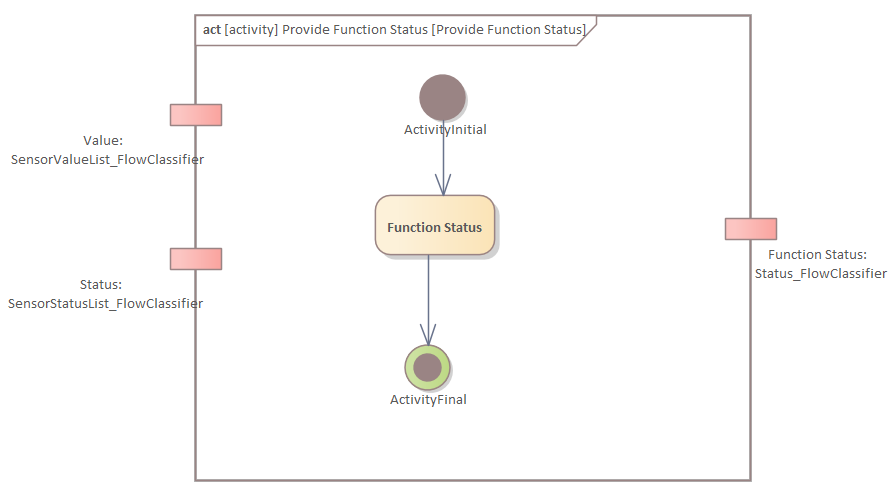 act [activity] Provide Function Status [Provide Function Status]
ActivityInitial
Value:
SensorValueList_FlowClassifier
Function Status
Function Status:
Status_FlowClassifier
Status:
SensorStatusList_FlowClassifier
ActivityFinal